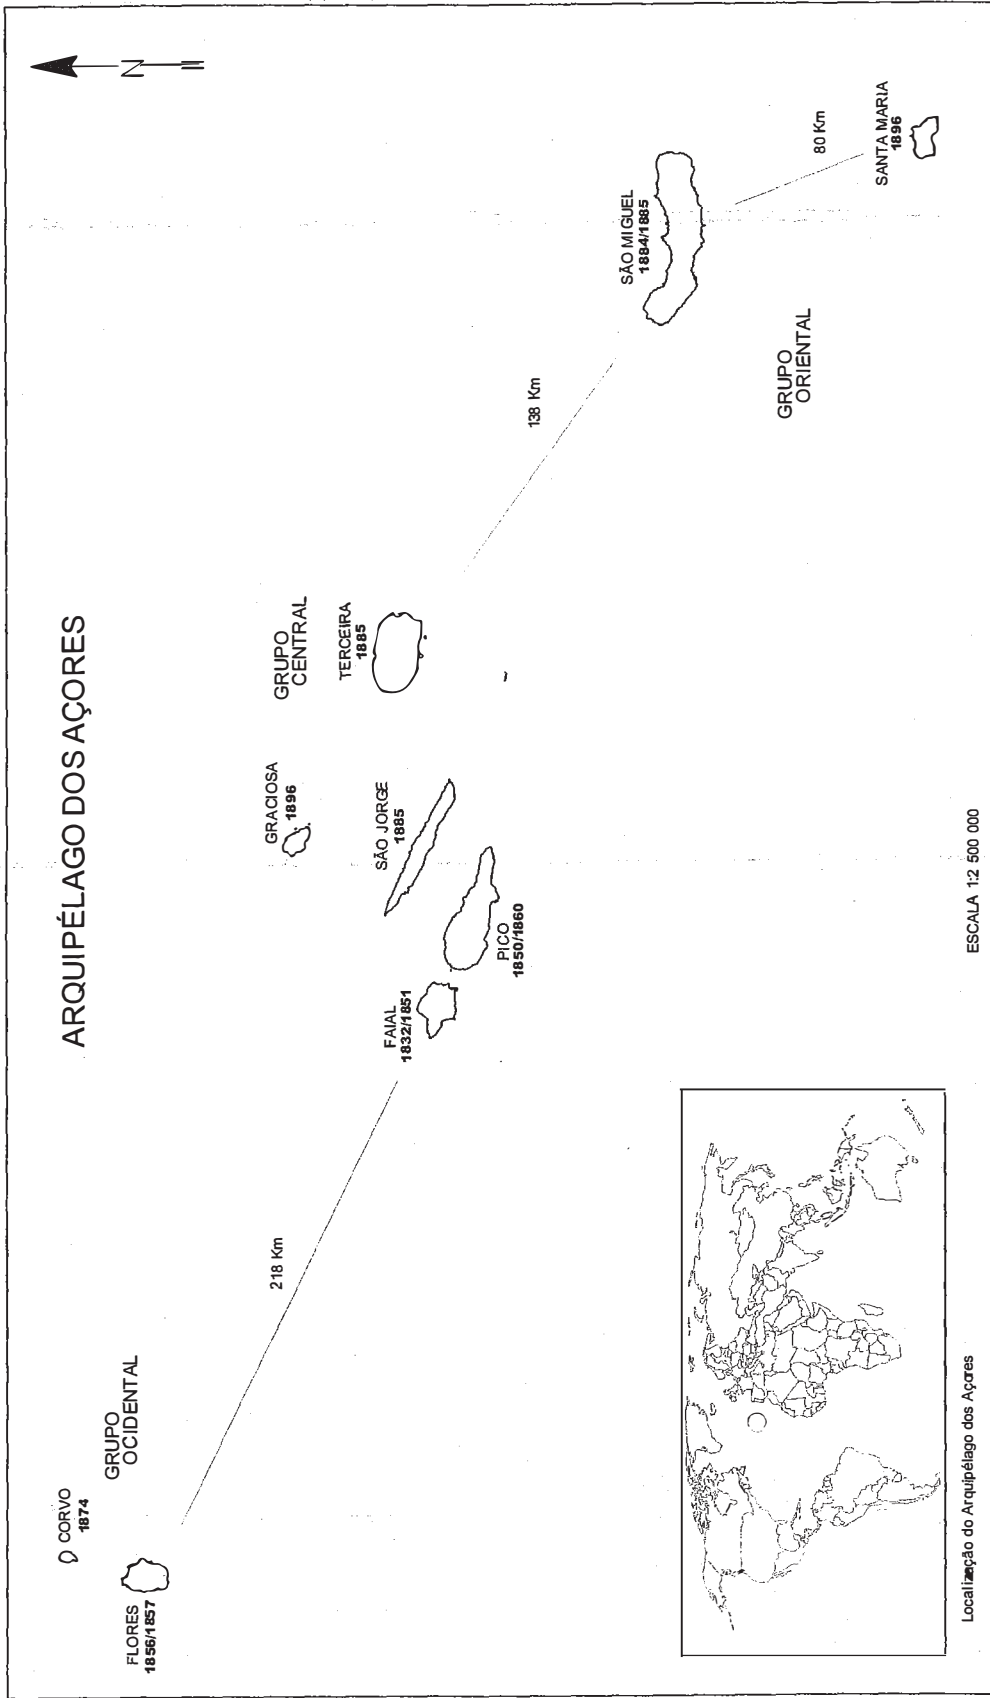 ARQUIPÉLAGO DOS AÇORES
N
CORVO
1874
FLORES
1856/1857
GRUPO
OCIDENTAL
218 Km
FAIAL
1832/1851
PICO
1850/1860
SÃO JORGE
1885
GRACIOSA
1896
GRUPO
CENTRAL
TERCEIRA
1885
138 Km
SÃO MIGUEL
1884/1885
GRUPO
ORIENTAL
80 Km
SANTA MARIA
1896
Localização do Arquipélago dos Açores
ESCALA 1:2 500 000